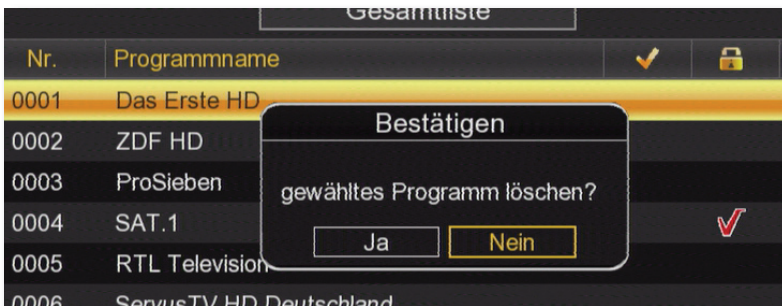 Gesamtliste
Nr. Programmname
0001 Das Erste HD
Bestätigen
0002 ZDF HD
0003 ProSieben
gewähltes Programm löschen?
0004 SAT.1
Ja Nein
0005 RTL Television
0006 ServusTV HD Deutschland